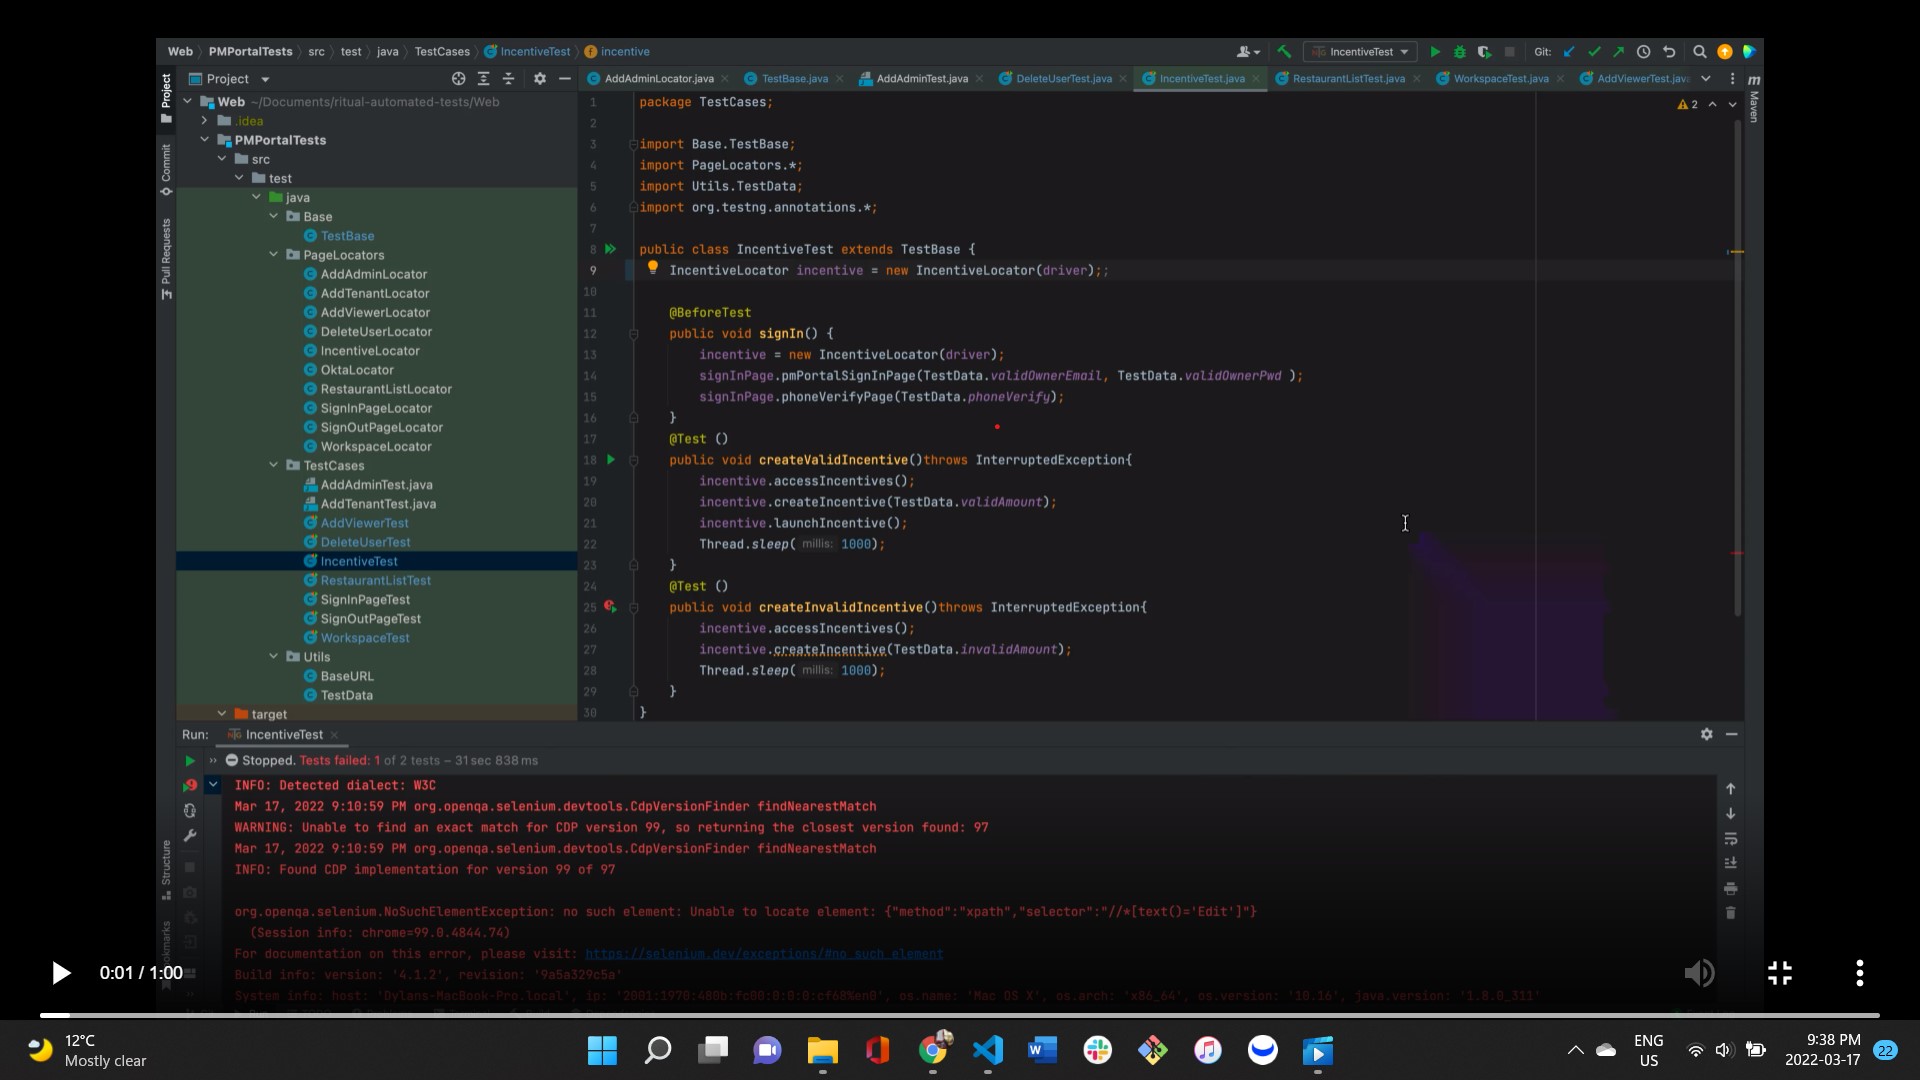 Web PMPortalTests src test java TestCases IncentiveTest incentive
IncentiveTest Git:
Project
AddAdminLocator.java TestBase.java AddAdminTest.java DeleteUserTest.java IncentiveTest.java RestaurantListTest.java WorkspaceTest.java AddViewerTest.java
Project
Commit
Pull Requests
Structure
Maven
Web ~/Documents/ritual-automated-tests/Web
.idea
PMPortalTests
src
test
java
Base
TestBase
PageLocators
AddAdminLocator
AddTenantLocator
AddViewerLocator
DeleteUserLocator
IncentiveLocator
OktaLocator
RestaurantListLocator
SignInPageLocator
SignOutPageLocator
WorkspaceLocator
TestCases
AddAdminTest.java
AddTenantTest.java
AddViewerTest
DeleteUserTest
IncentiveTest
RestaurantListTest
SignInPageTest
SignOutPageTest
WorkspaceTest
Utils
BaseURL
TestData
target
2
1 package TestCases;
2
3 import Base.TestBase;
4 import PageLocators.*;
5 import Utils.TestData;
6 import org.testng.annotations.*;
7
8 public class IncentiveTest extends TestBase {
9 IncentiveLocator incentive = new IncentiveLocator(driver);;
10
11 @BeforeTest
12 public void signIn() {
13 incentive = new IncentiveLocator(driver);
14 signInPage.pmPortalSignInPage(TestData.validOwnerEmail, TestData.validOwnerPwd );
15 signInPage.phoneVerifyPage(TestData.phoneVerify);
16 }
17 @Test ()
18 public void createValidIncentive()throws InterruptedException{
19 incentive.accessIncentives();
20 incentive.createIncentive(TestData.validAmount);
21 incentive.launchIncentive();
22 Thread.sleep( millis: 1000);
23 }
24 @Test ()
25 public void createInvalidIncentive()throws InterruptedException{
26 incentive.accessIncentives();
27 incentive.createIncentive(TestData.invalidAmount);
28 Thread.sleep( millis: 1000);
29 }
30 }
Run: IncentiveTest
Stopped. Tests failed: 1 of 2 tests – 31 sec 838 ms
INFO: Detected dialect: W3C
Mar 17, 2022 9:10:59 PM org.openqa.selenium.devtools.CdpVersionFinder findNearestMatch
WARNING: Unable to find an exact match for CDP version 99, so returning the closest version found: 97
Mar 17, 2022 9:10:59 PM org.openqa.selenium.devtools.CdpVersionFinder findNearestMatch
INFO: Found CDP implementation for version 99 of 97
org.openqa.selenium.NoSuchElementException: no such element: Unable to locate element: {"method":"xpath","selector":"//*[text()='Edit']"}
(Session info: chrome=99.0.4844.74)
For documentation on this error, please visit: https://selenium.dev/exceptions/#no_such_element
Build info: version: '4.1.2', revision: '9a5a329c5a'
System info: host: 'Dylans-MacBook-Pro.local', ip: '2001:1970:480b:fc00:0:0:0:cf68%en0', os.name: 'Mac OS X', os.arch: 'x86_64', os.version: '10.16', java.version: '1.8.0_311'
0:01 / 1:00
12°C
Mostly clear
ENG
US
9:38 PM
2022-03-17
22